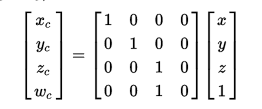 [x_c] = [1 0 0 0] [x]
[y_c] = [0 1 0 0] [y]
[z_c] = [0 0 1 0] [z]
[w_c] = [0 0 1 0] [1]